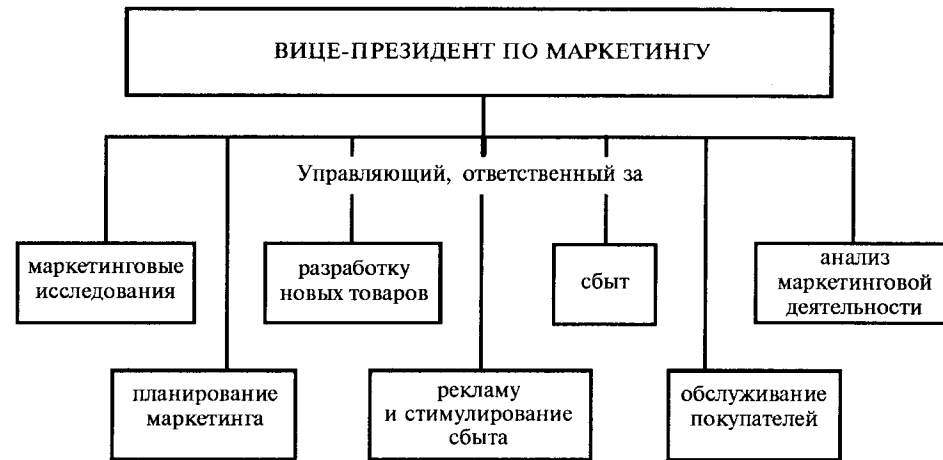 ВИЦЕ-ПРЕЗИДЕНТ ПО МАРКЕТИНГУ
Управляющий, ответственный за
маркетинговые
исследования
разработку
новых товаров
сбыт
анализ
маркетинговой
деятельности
планирование
маркетинга
рекламу
и стимулирование
сбыта
обслуживание
покупателей